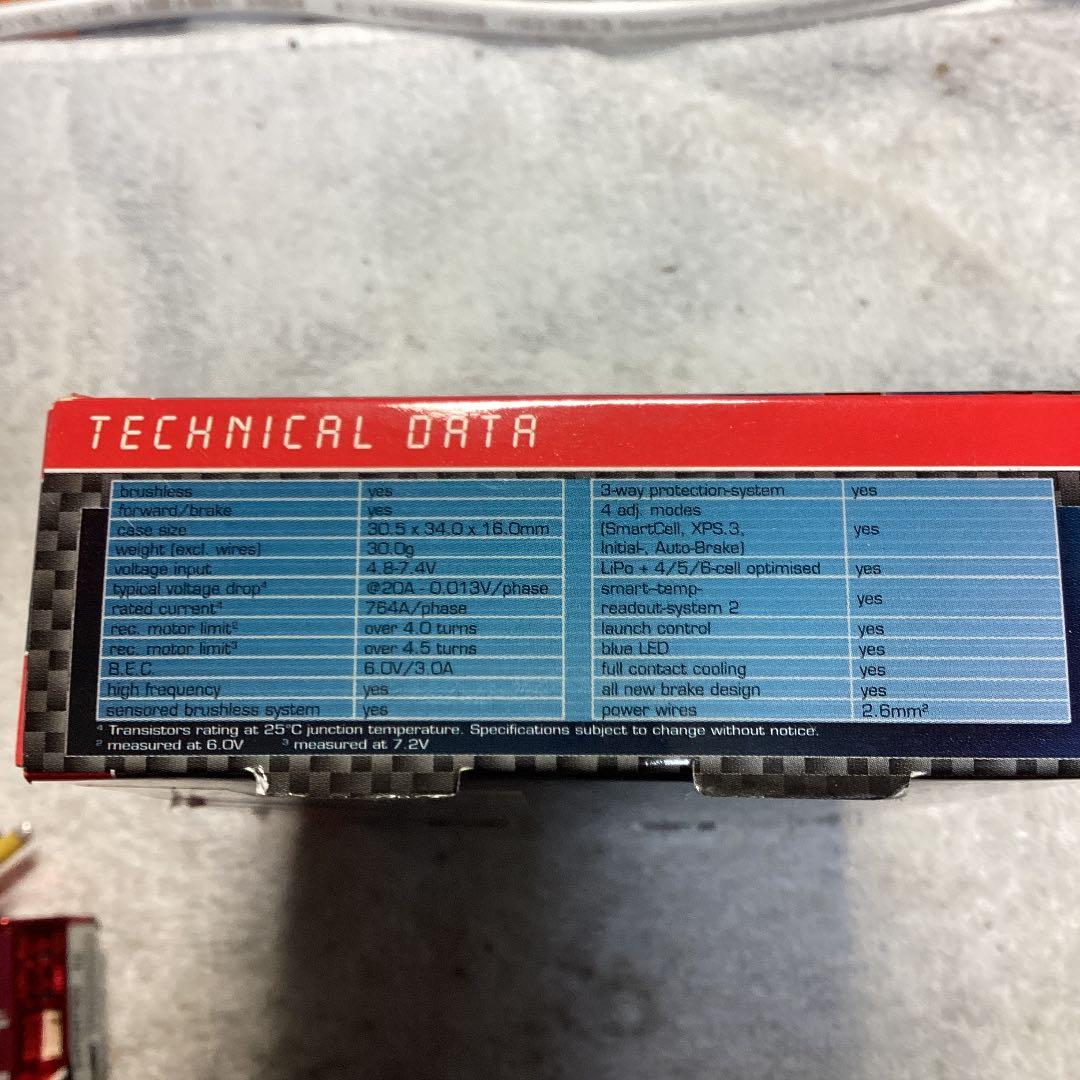 TECHNICAL DATA
brushless yes
forward/brake yes
case size 30.5 x 34.0 x 16.0mm
weight (excl. wires) 30.0g
voltage input 4.8-7.4V
typical voltage drop⁴ @20A - 0.013V/phase
rated current⁴ 764A/phase
rec. motor limit² over 4.0 turns
rec. motor limit³ over 4.5 turns
B.E.C. 6.0V/3.0A
high frequency yes
sensored brushless system yes
3-way protection-system yes
4 adj. modes
(SmartCell, XPS.3, yes
Initial-, Auto-Brake)
LiPo + 4/5/6-cell optimised yes
smart-temp-
readout-system 2 yes
launch control yes
blue LED yes
full contact cooling yes
all new brake design yes
power wires 2.6mm²
⁴ Transistors rating at 25°C junction temperature. Specifications subject to change without notice.
² measured at 6.0V ³ measured at 7.2V